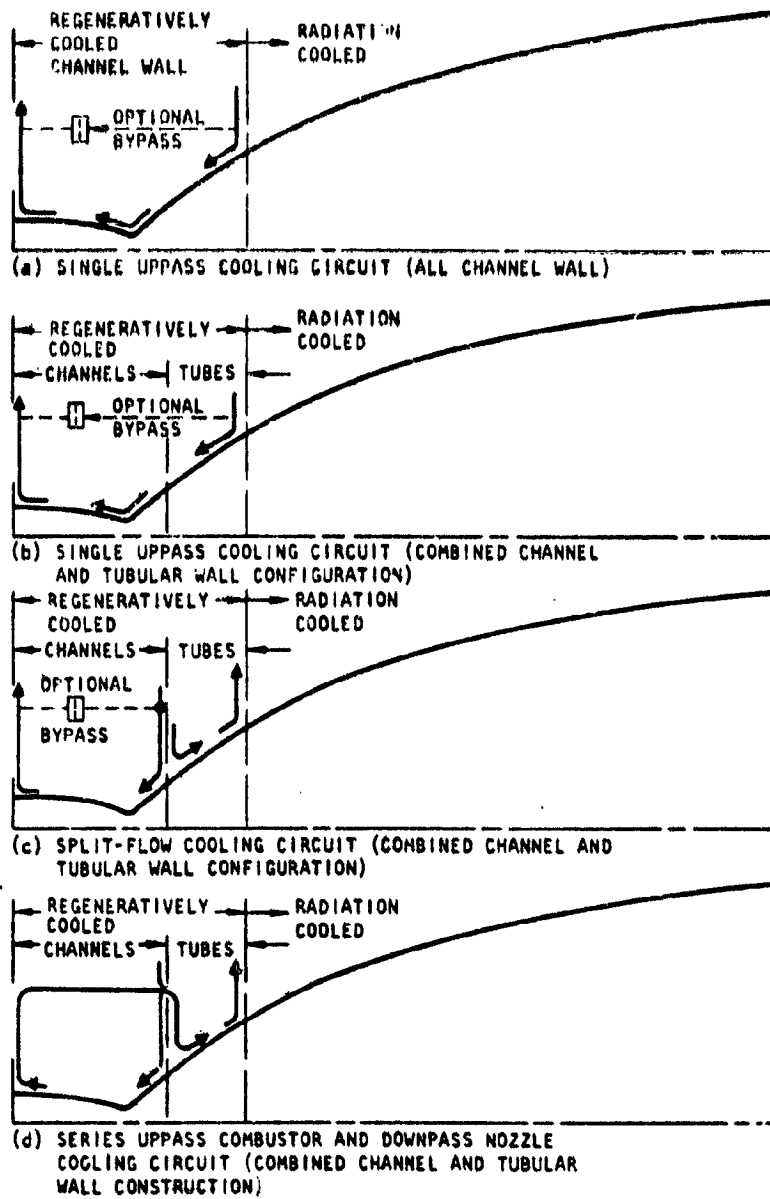 REGENERATIVELY
COOLED
CHANNEL WALL
RADIATION
COOLED
OPTIONAL
BYPASS
(a) SINGLE UPPASS COOLING CIRCUIT (ALL CHANNEL WALL)
REGENERATIVELY
COOLED
RADIATION
COOLED
CHANNELS
TUBES
OPTIONAL
BYPASS
(b) SINGLE UPPASS COOLING CIRCUIT (COMBINED CHANNEL
AND TUBULAR WALL CONFIGURATION)
REGENERATIVELY
COOLED
RADIATION
COOLED
CHANNELS
TUBES
OPTIONAL
BYPASS
(c) SPLIT-FLOW COOLING CIRCUIT (COMBINED CHANNEL AND
TUBULAR WALL CONFIGURATION)
REGENERATIVELY
COOLED
RADIATION
COOLED
CHANNELS
TUBES
(d) SERIES UPPASS COMBUSTOR AND DOWNPASS NOZZLE
COOLING CIRCUIT (COMBINED CHANNEL AND TUBULAR
WALL CONSTRUCTION)